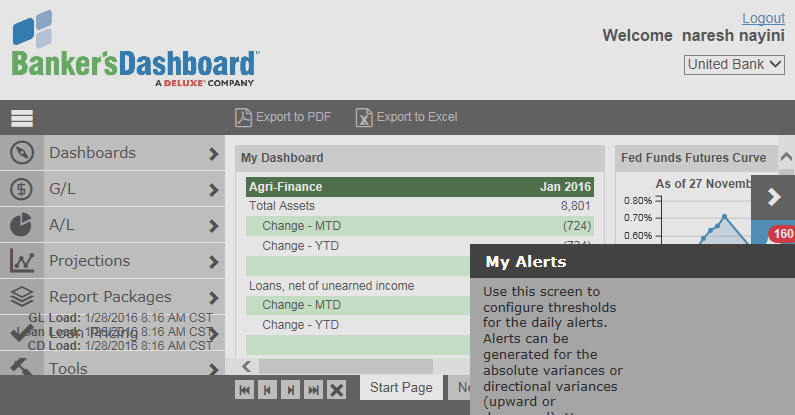 Logout
Welcome naresh nayini
Banker'sDashboard™
A DELUXE® COMPANY
United Bank
Export to PDF
Export to Excel
Dashboards
G/L
A/L
Projections
Report Packages
GL Load: 1/28/2016 8:16 AM CST
Loan Load: 1/28/2016 8:16 AM CST
Loan Pricing
CD Load: 1/28/2016 8:16 AM CST
Tools
My Dashboard
Agri-Finance Jan 2016
Total Assets 8,801
Change - MTD (724)
Change - YTD (724)
Loans, net of unearned income
Change - MTD
Change - YTD
Fed Funds Futures Curve
As of 27 Novemb
0.80%
0.70%
0.60%
160
My Alerts
Use this screen to
configure thresholds
for the daily alerts.
Alerts can be
generated for the
absolute variances or
directional variances
(upward or
Start Page
Ne